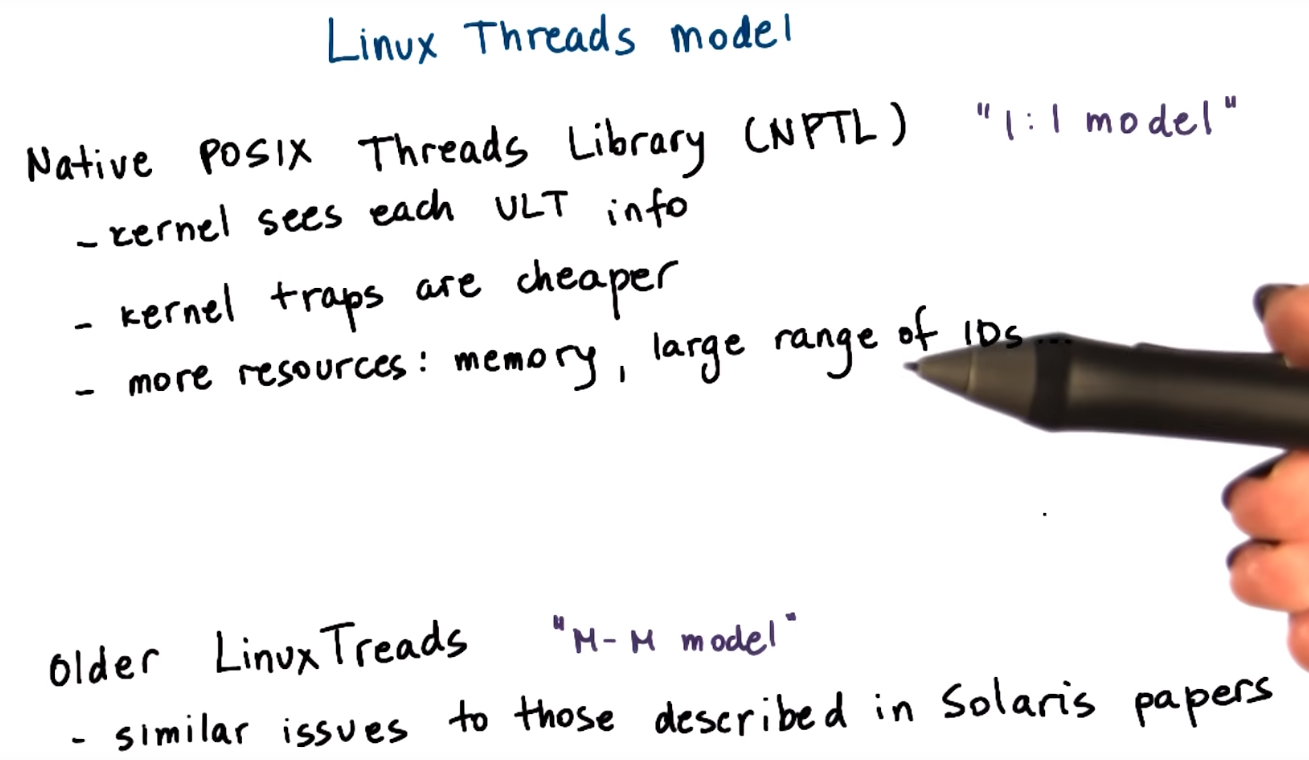 Linux Threads model
Native POSIX Threads Library (NPTL) "1:1 model"
- kernel sees each ULT info
- kernel traps are cheaper
- more resources: memory, large range of IDs...
Older LinuxTreads "M-M model"
- similar issues to those described in Solaris papers